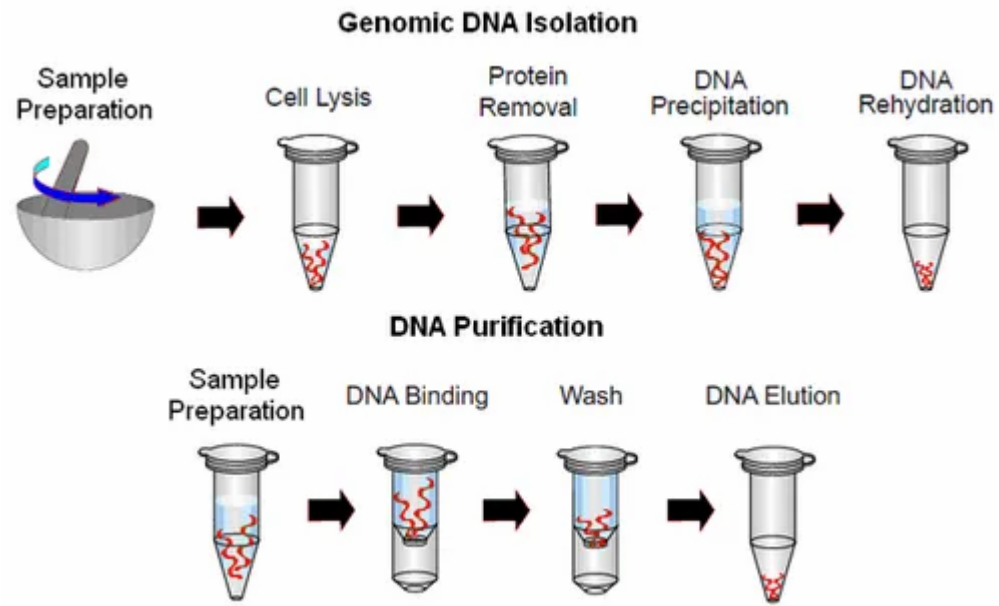 Genomic DNA Isolation
Sample
Preparation
Cell Lysis
Protein
Removal
DNA
Precipitation
DNA
Rehydration
DNA Purification
Sample
Preparation
DNA Binding
Wash
DNA Elution